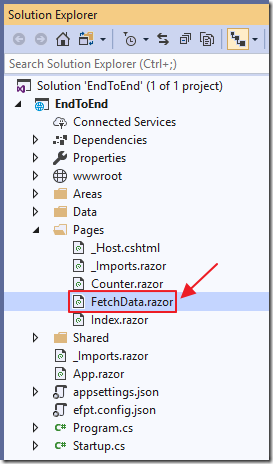 Solution Explorer
Search Solution Explorer (Ctrl+;)
Solution 'EndToEnd' (1 of 1 project)
EndToEnd
Connected Services
Dependencies
Properties
wwwroot
Areas
Data
Pages
_Host.cshtml
_Imports.razor
Counter.razor
FetchData.razor
Index.razor
Shared
_Imports.razor
App.razor
appsettings.json
efpt.config.json
C# Program.cs
C# Startup.cs